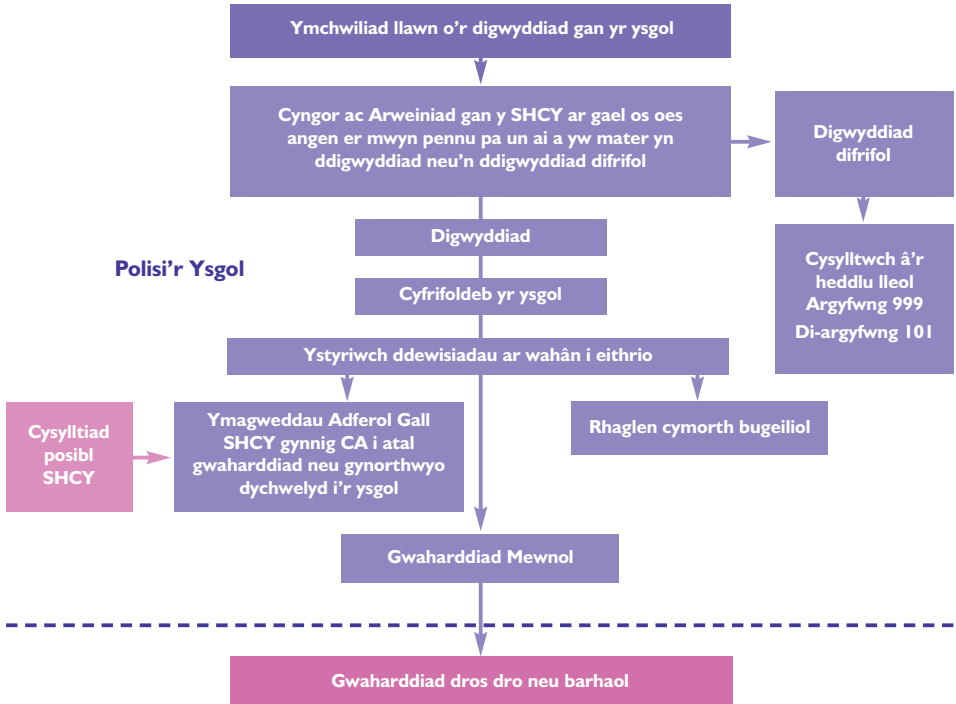 Ymchwiliad llawn o'r digwyddiad gan yr ysgol
Cyngor ac Arweiniad gan y SHCY ar gael os oes
angen er mwyn pennu pa un ai a yw mater yn
ddigwyddiad neu'n ddigwyddiad difrifol
Digwyddiad
difrifol
Cysylltwch â'r
heddlu lleol
Argyfwng 999
Di-argyfwng 101
Digwyddiad
Polisi'r Ysgol
Cyfrifoldeb yr ysgol
Ystyriwch ddewisiadau ar wahân i eithrio
Cysylltiad
posibl
SHCY
Ymagweddau Adferol Gall
SHCY gynnig CA i atal
gwaharddiad neu gynorthwyo
dychwelyd i'r ysgol
Rhaglen cymorth bugeiliol
Gwaharddiad Mewnol
Gwaharddiad dros dro neu barhaol